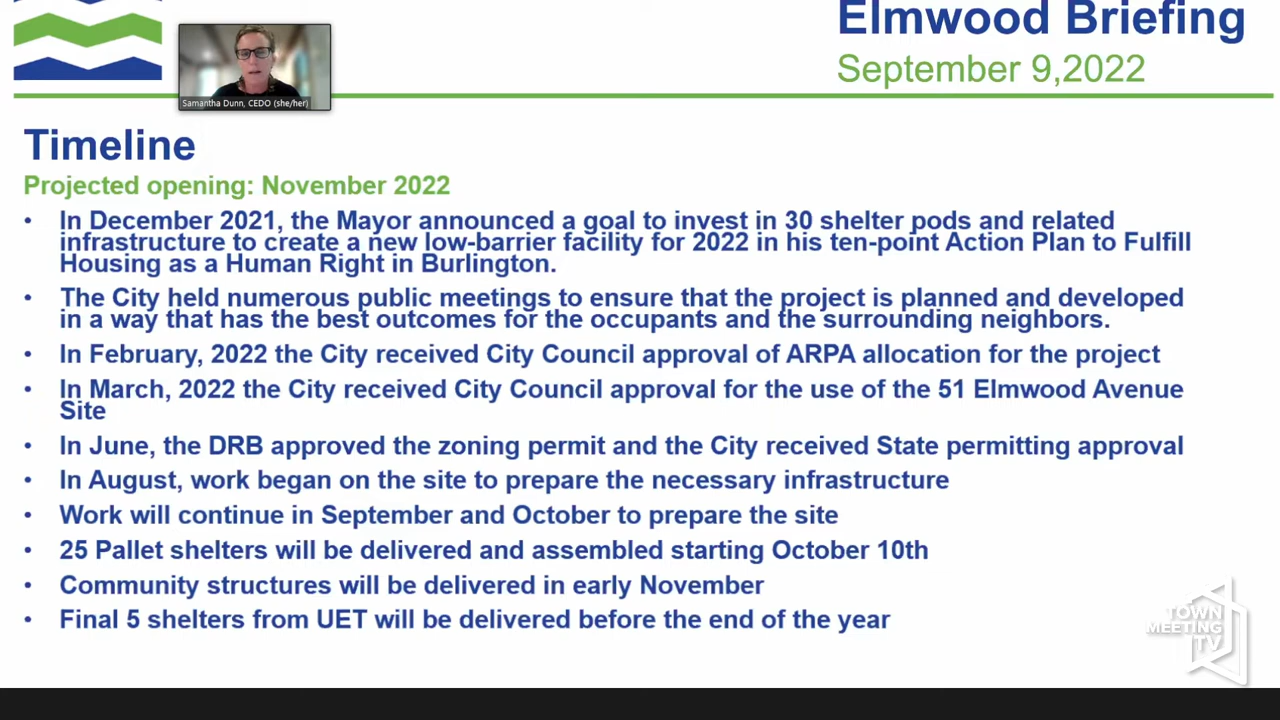 Elmwood Briefing
September 9,2022
Samantha Dunn, CEDO (she/her)
Timeline
Projected opening: November 2022
• In December 2021, the Mayor announced a goal to invest in 30 shelter pods and related
infrastructure to create a new low-barrier facility for 2022 in his ten-point Action Plan to Fulfill
Housing as a Human Right in Burlington.
• The City held numerous public meetings to ensure that the project is planned and developed
in a way that has the best outcomes for the occupants and the surrounding neighbors.
• In February, 2022 the City received City Council approval of ARPA allocation for the project
• In March, 2022 the City received City Council approval for the use of the 51 Elmwood Avenue
Site
• In June, the DRB approved the zoning permit and the City received State permitting approval
• In August, work began on the site to prepare the necessary infrastructure
• Work will continue in September and October to prepare the site
• 25 Pallet shelters will be delivered and assembled starting October 10th
• Community structures will be delivered in early November
• Final 5 shelters from UET will be delivered before the end of the year
TOWN
MEETING
TV